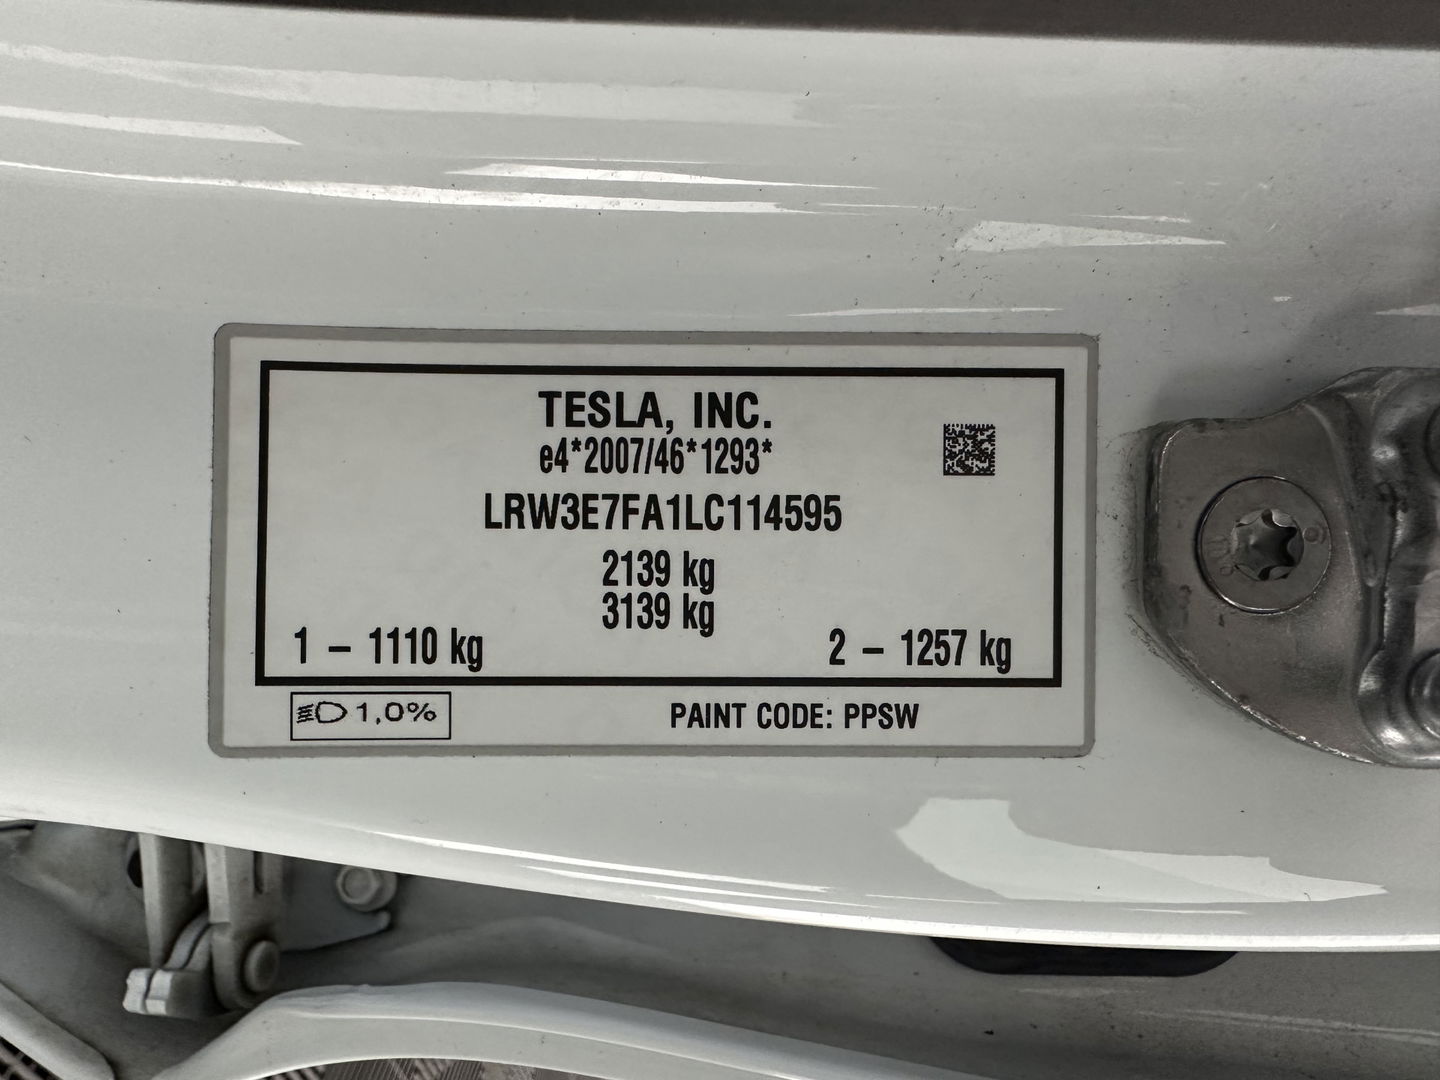 TESLA, INC.
e4*2007/46*1293*
LRW3E7FA1LC114595
2139 kg
3139 kg
1 – 1110 kg 2 – 1257 kg
1,0% PAINT CODE: PPSW